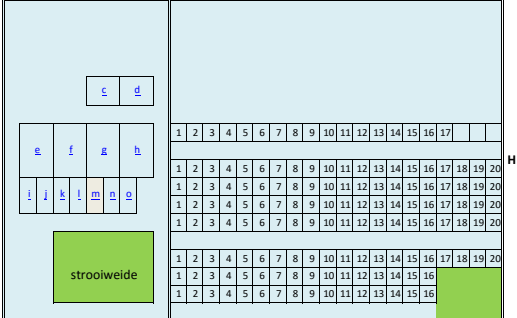 c d
1 2 3 4 5 6 7 8 9 10 11 12 13 14 15 16 17
e f g h
H
1 2 3 4 5 6 7 8 9 10 11 12 13 14 15 16 17 18 19 20
1 2 3 4 5 6 7 8 9 10 11 12 13 14 15 16 17 18 19 20
i j k l m n o
1 2 3 4 5 6 7 8 9 10 11 12 13 14 15 16 17 18 19 20
1 2 3 4 5 6 7 8 9 10 11 12 13 14 15 16 17 18 19 20
1 2 3 4 5 6 7 8 9 10 11 12 13 14 15 16 17 18 19 20
strooiweide
1 2 3 4 5 6 7 8 9 10 11 12 13 14 15 16
1 2 3 4 5 6 7 8 9 10 11 12 13 14 15 16